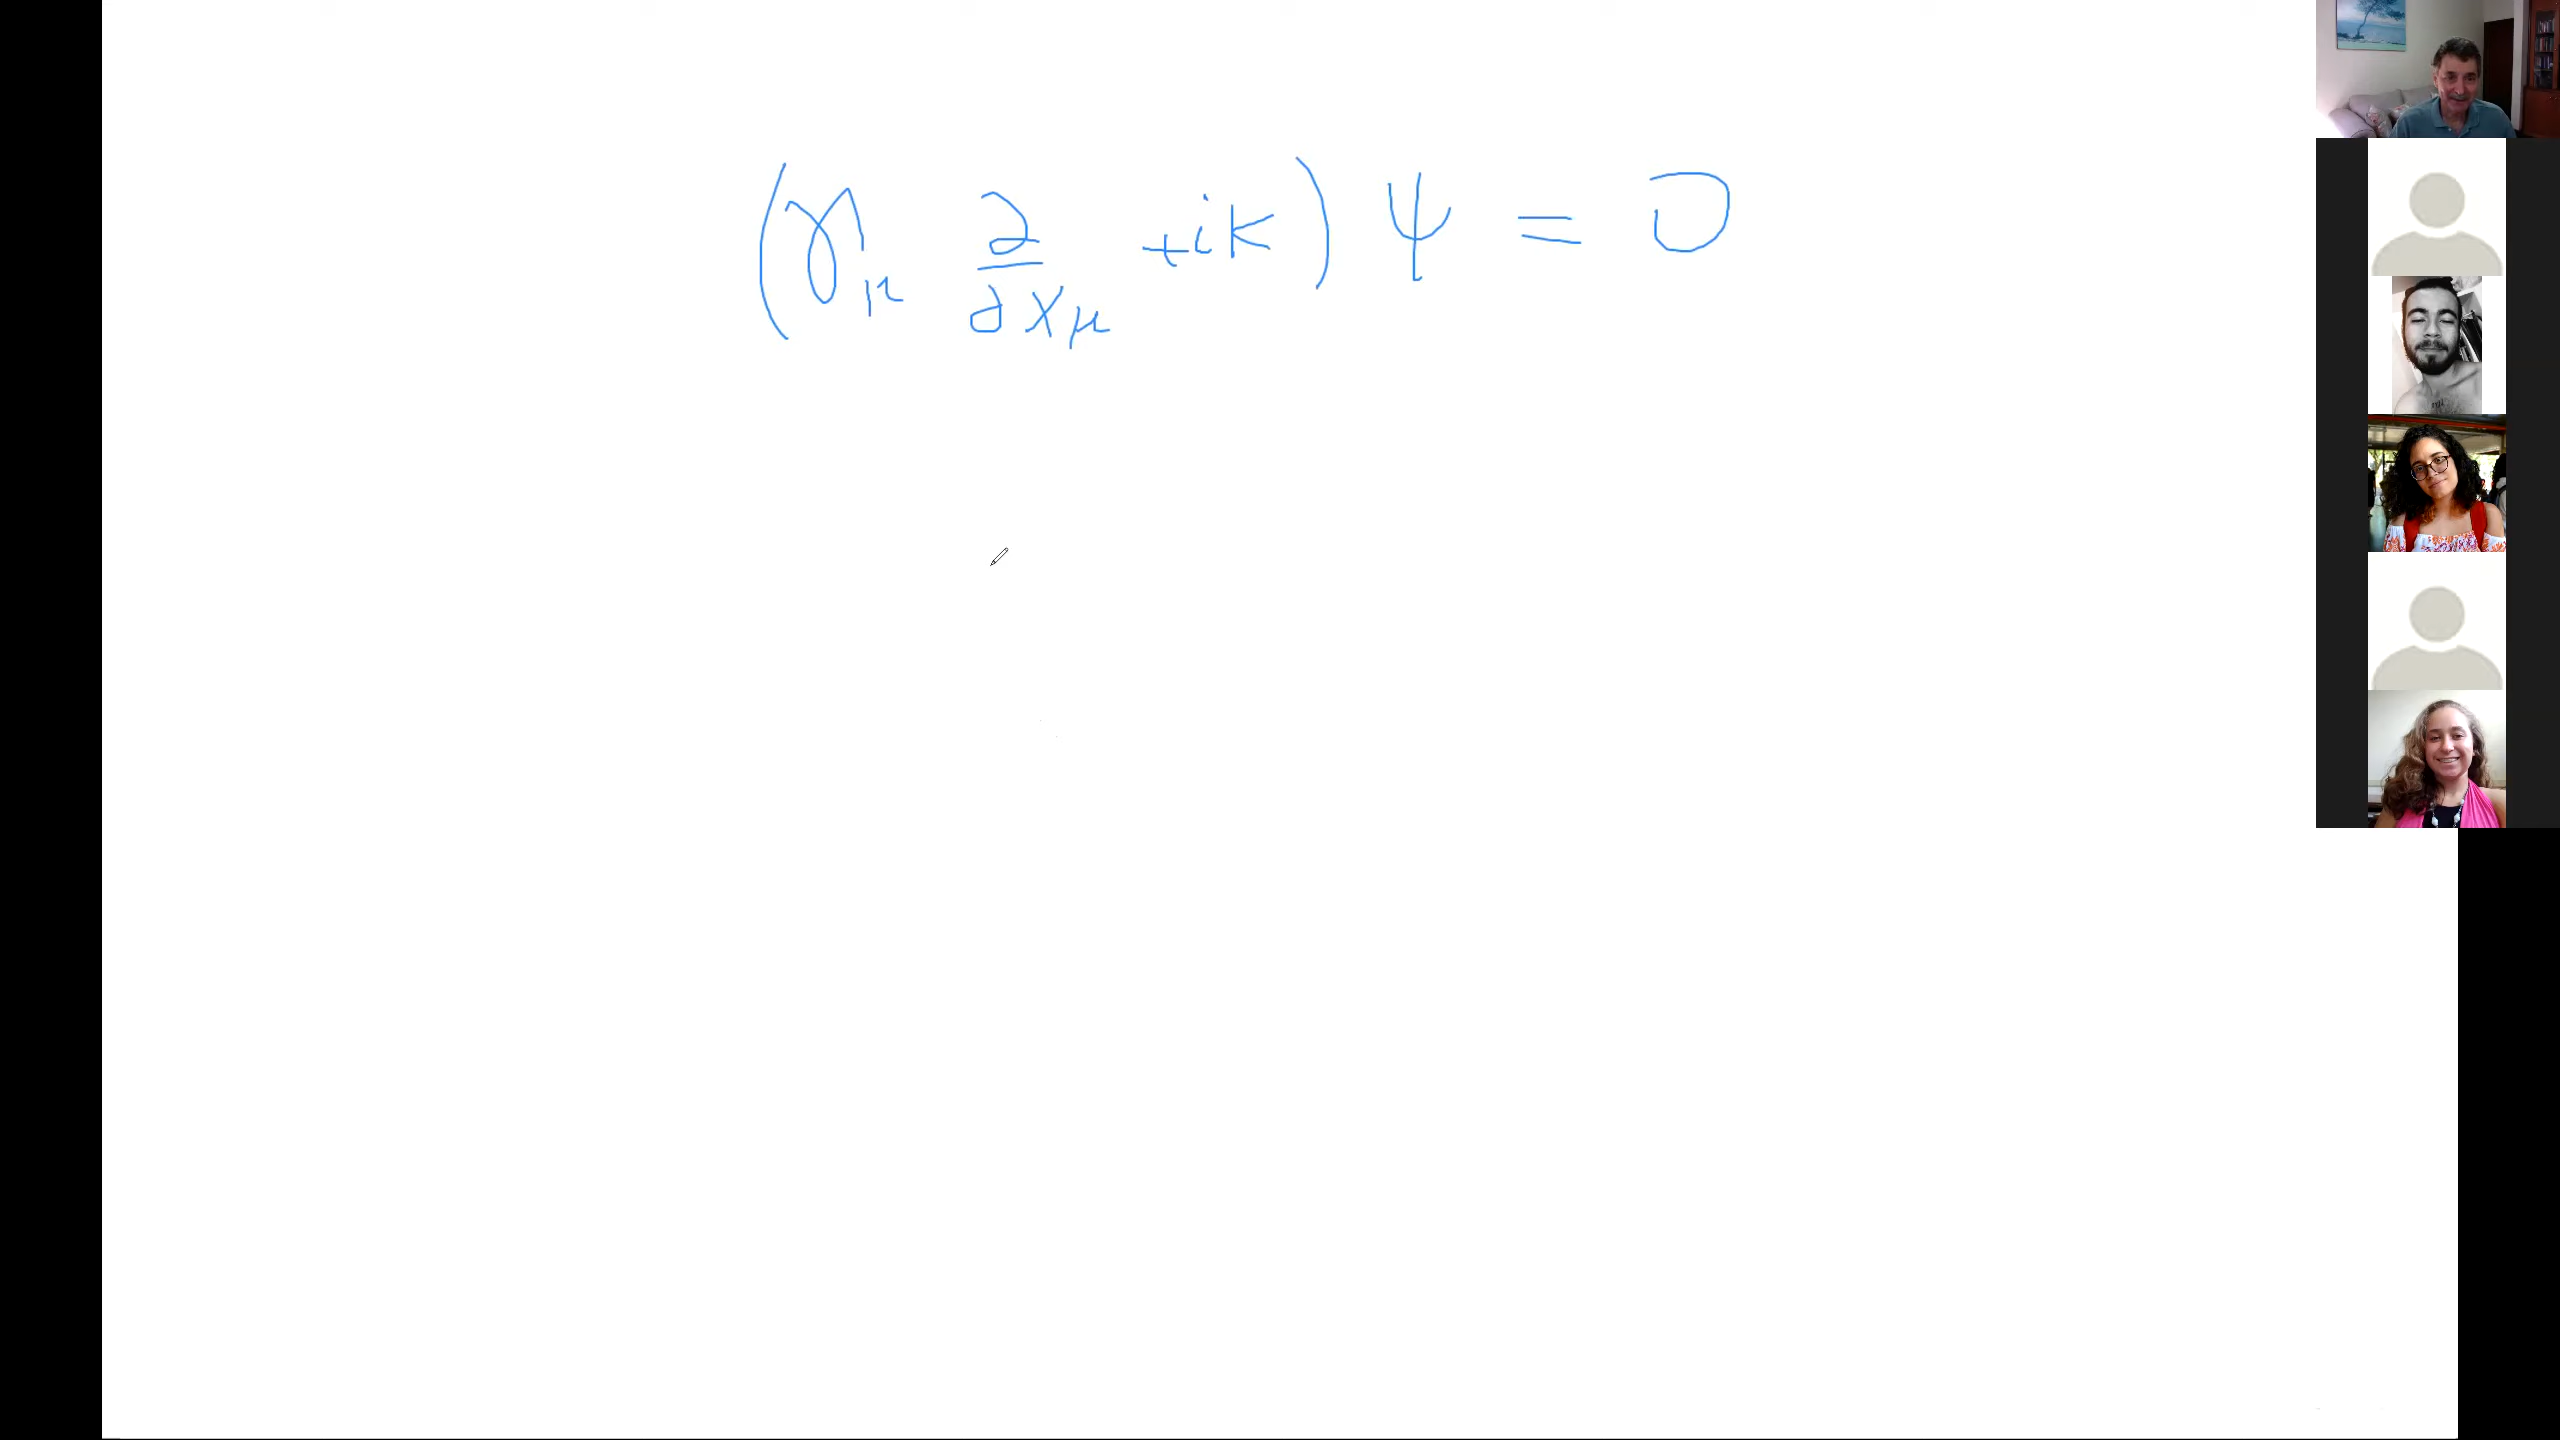 (γ_μ ∂/∂x_μ + iK) ψ = 0